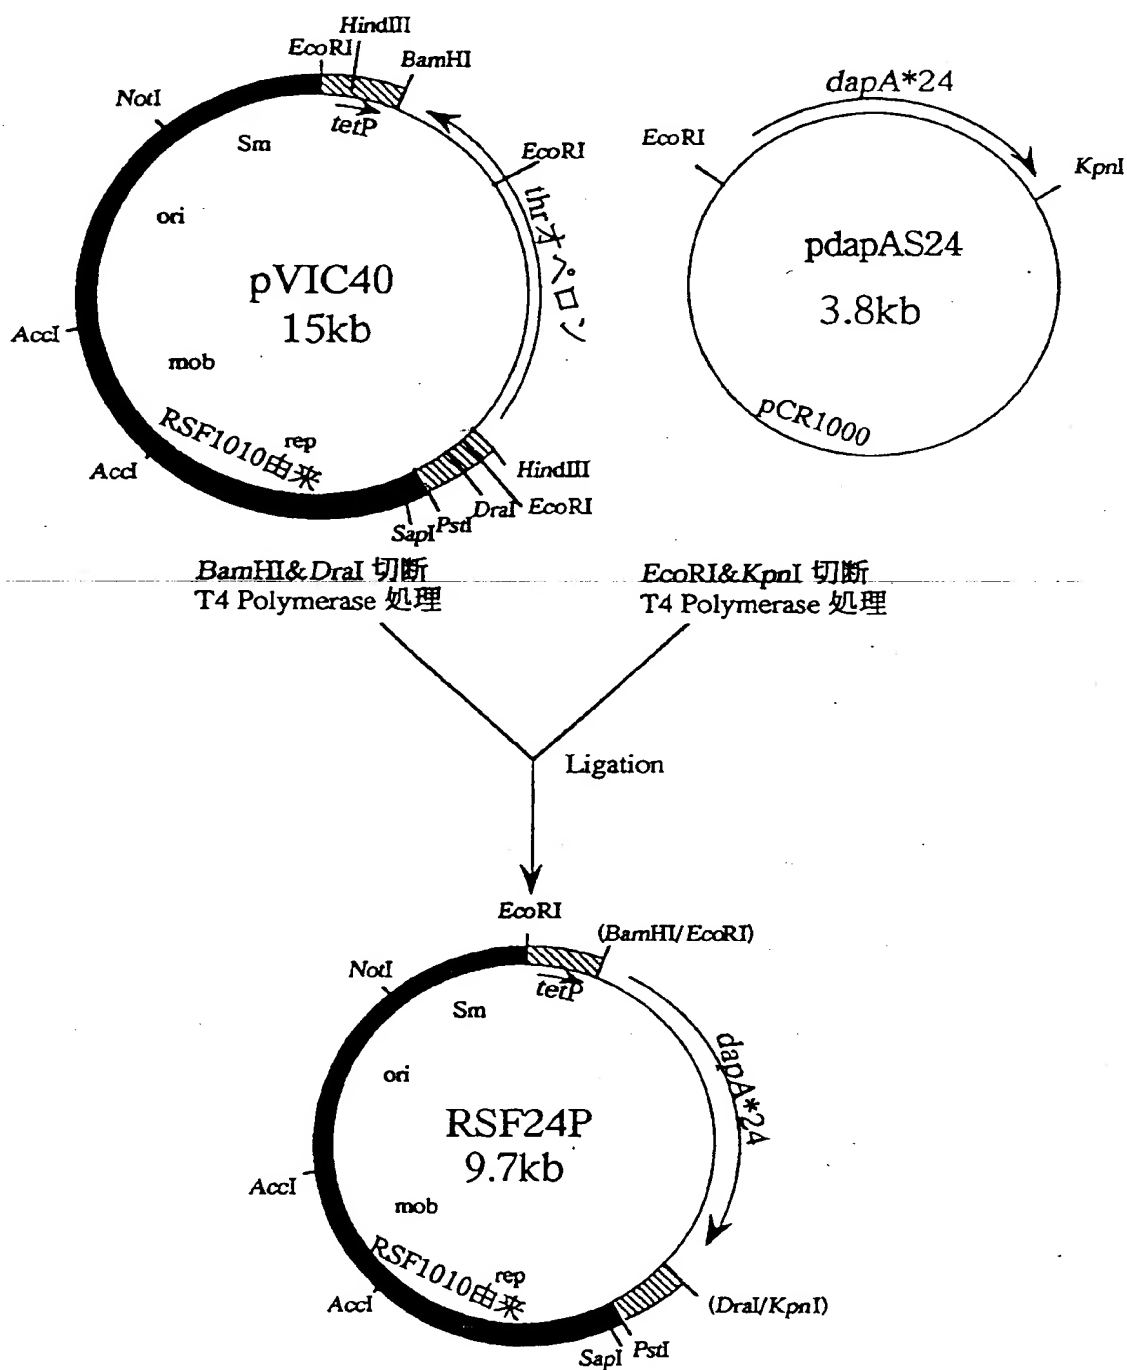 HindIII
EcoRI
BamHI
NotI
tetP
Sm
EcoRI
ori
thrオペロン
pVIC40
15kb
AccI
mob
RSF1010由来
rep
AccI
HindIII
EcoRI
DraI
PstI
SapI
dapA*24
EcoRI
KpnI
pdapAS24
3.8kb
pCR1000
BamHI&DraI 切断
T4 Polymerase 処理
EcoRI&KpnI 切断
T4 Polymerase 処理
Ligation
EcoRI
(BamHI/EcoRI)
NotI
tetP
Sm
ori
dapA*24
RSF24P
9.7kb
AccI
mob
RSF1010由来
rep
AccI
(DraI/KpnI)
PstI
SapI